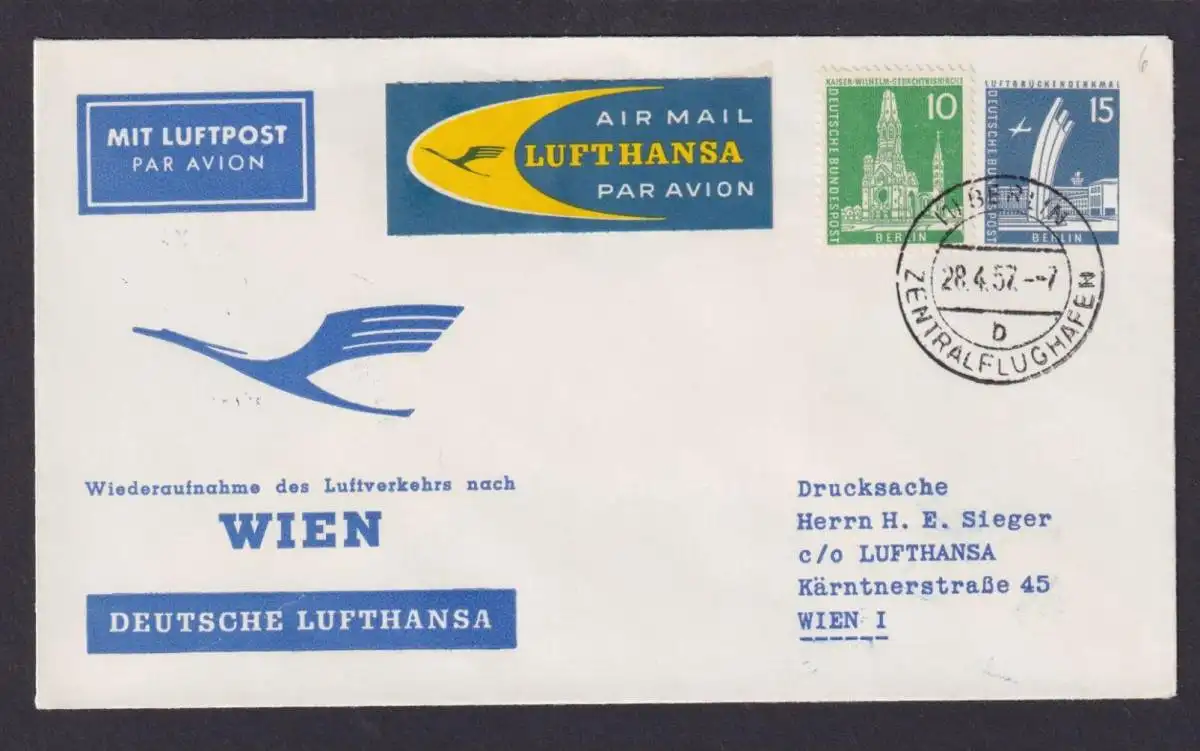 MIT LUFTPOST
PAR AVION
AIR MAIL
LUFTHANSA
PAR AVION
KAISER-WILHELM-GEDÄCHTNISKIRCHE
10
DEUTSCHE BUNDESPOST
BERLIN
LUFTBRÜCKENDENKMAL
15
DEUTSCHE BUNDESPOST
BERLIN
BERLIN
28.4.57.--7
b
ZENTRALFLUGHAFEN
6
Wiederaufnahme des Luftverkehrs nach
WIEN
DEUTSCHE LUFTHANSA
Drucksache
Herrn H. E. Sieger
c/o LUFTHANSA
Kärntnerstraße 45
WIEN I